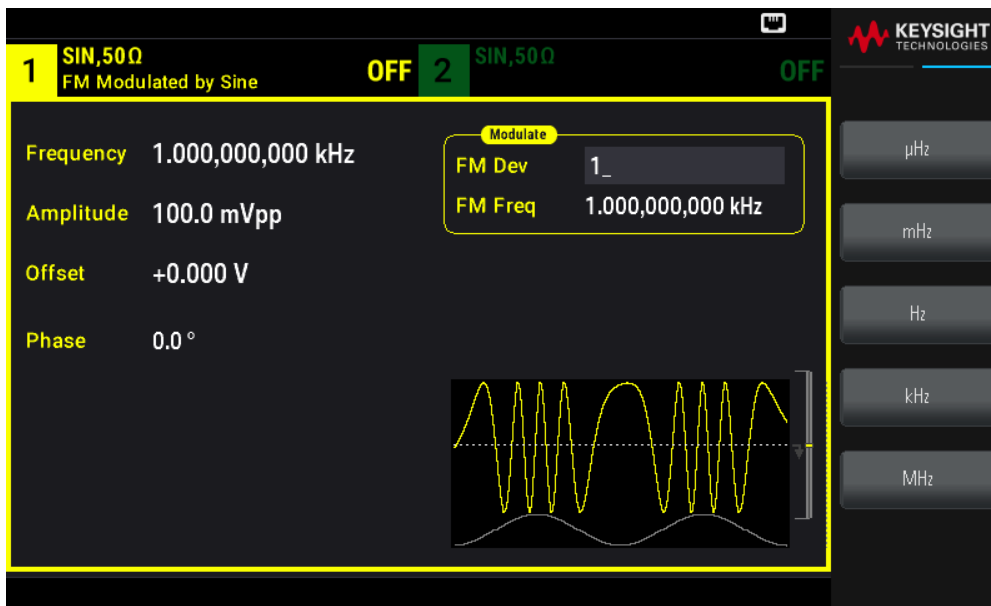 KEYSIGHT
TECHNOLOGIES
1
SIN,50Ω
FM Modulated by Sine
OFF
2
SIN,50Ω
OFF
Frequency 1.000,000,000 kHz
Amplitude 100.0 mVpp
Offset +0.000 V
Phase 0.0 °
Modulate
FM Dev 1_
FM Freq 1.000,000,000 kHz
µHz
mHz
Hz
kHz
MHz